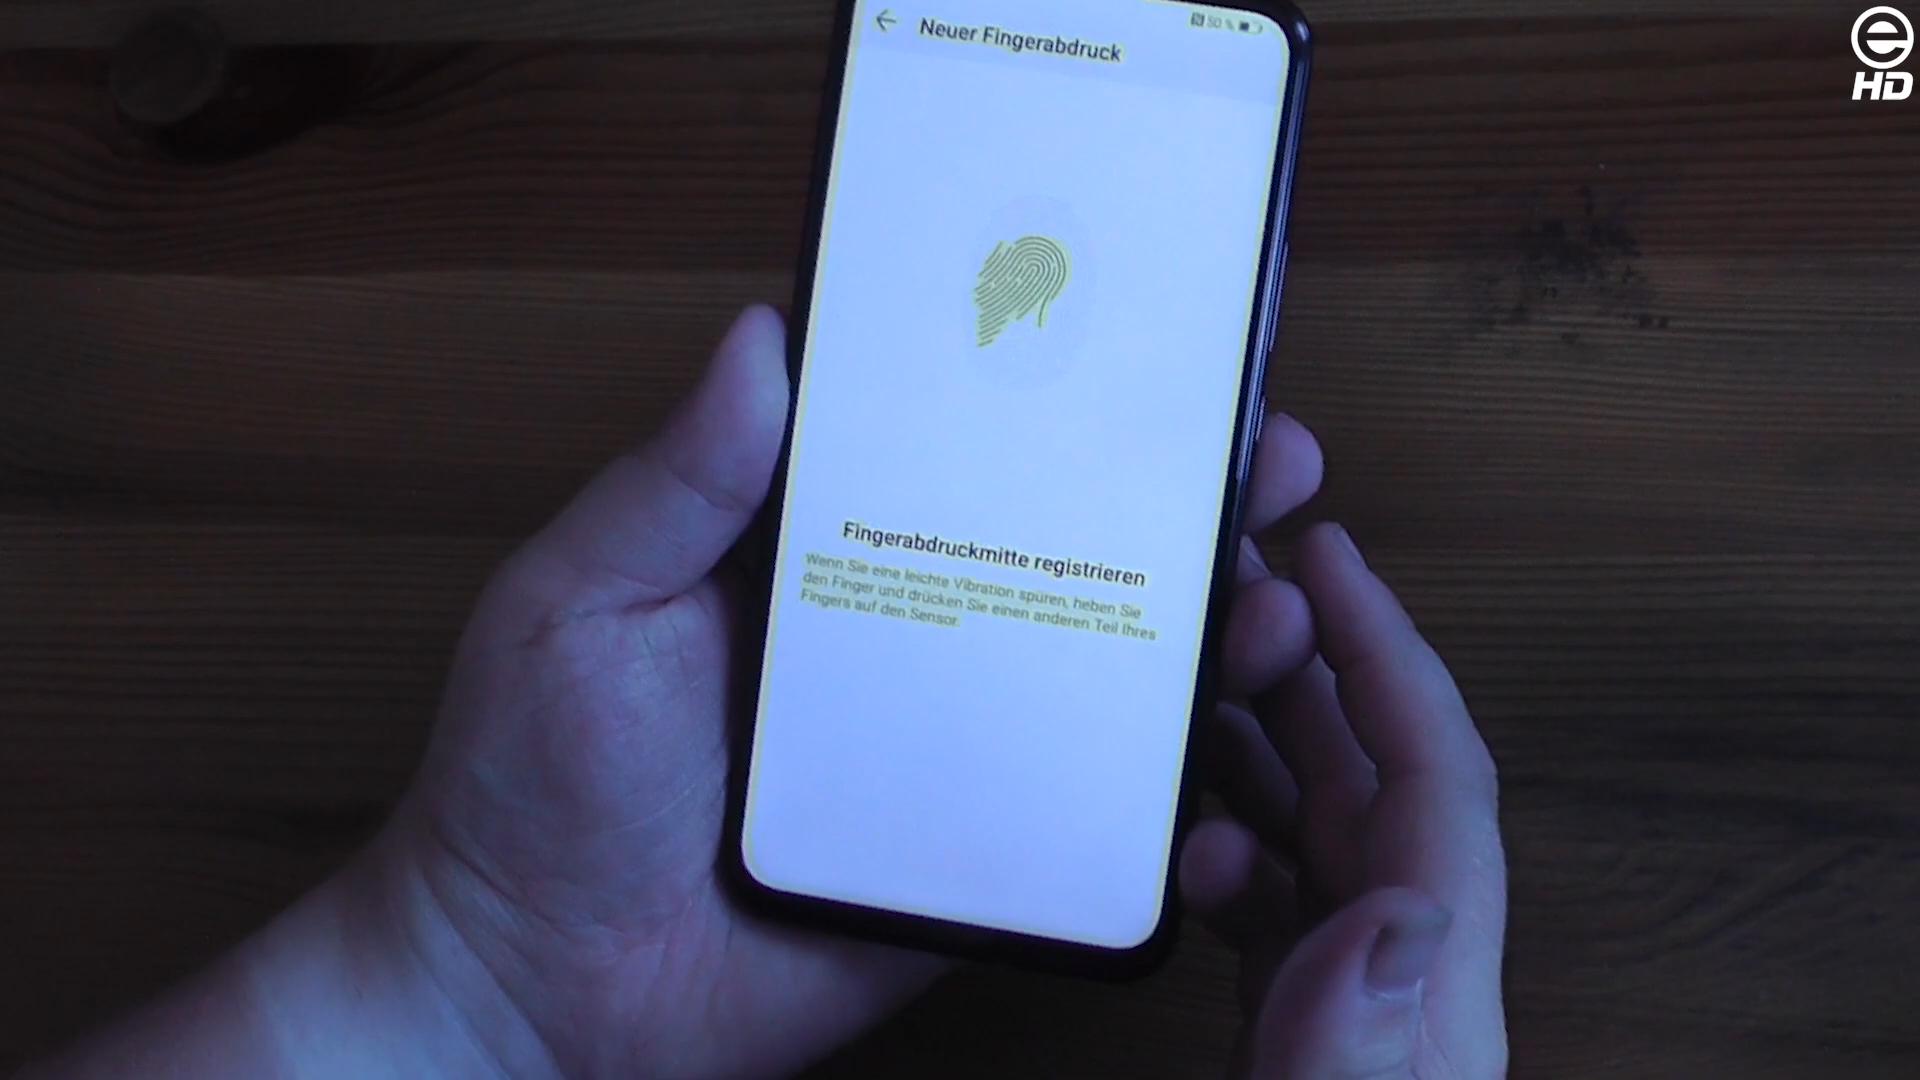 50 %
Neuer Fingerabdruck
Fingerabdruckmitte registrieren
Wenn Sie eine leichte Vibration spüren, heben Sie
den Finger und drücken Sie einen anderen Teil Ihres
Fingers auf den Sensor.
e
HD